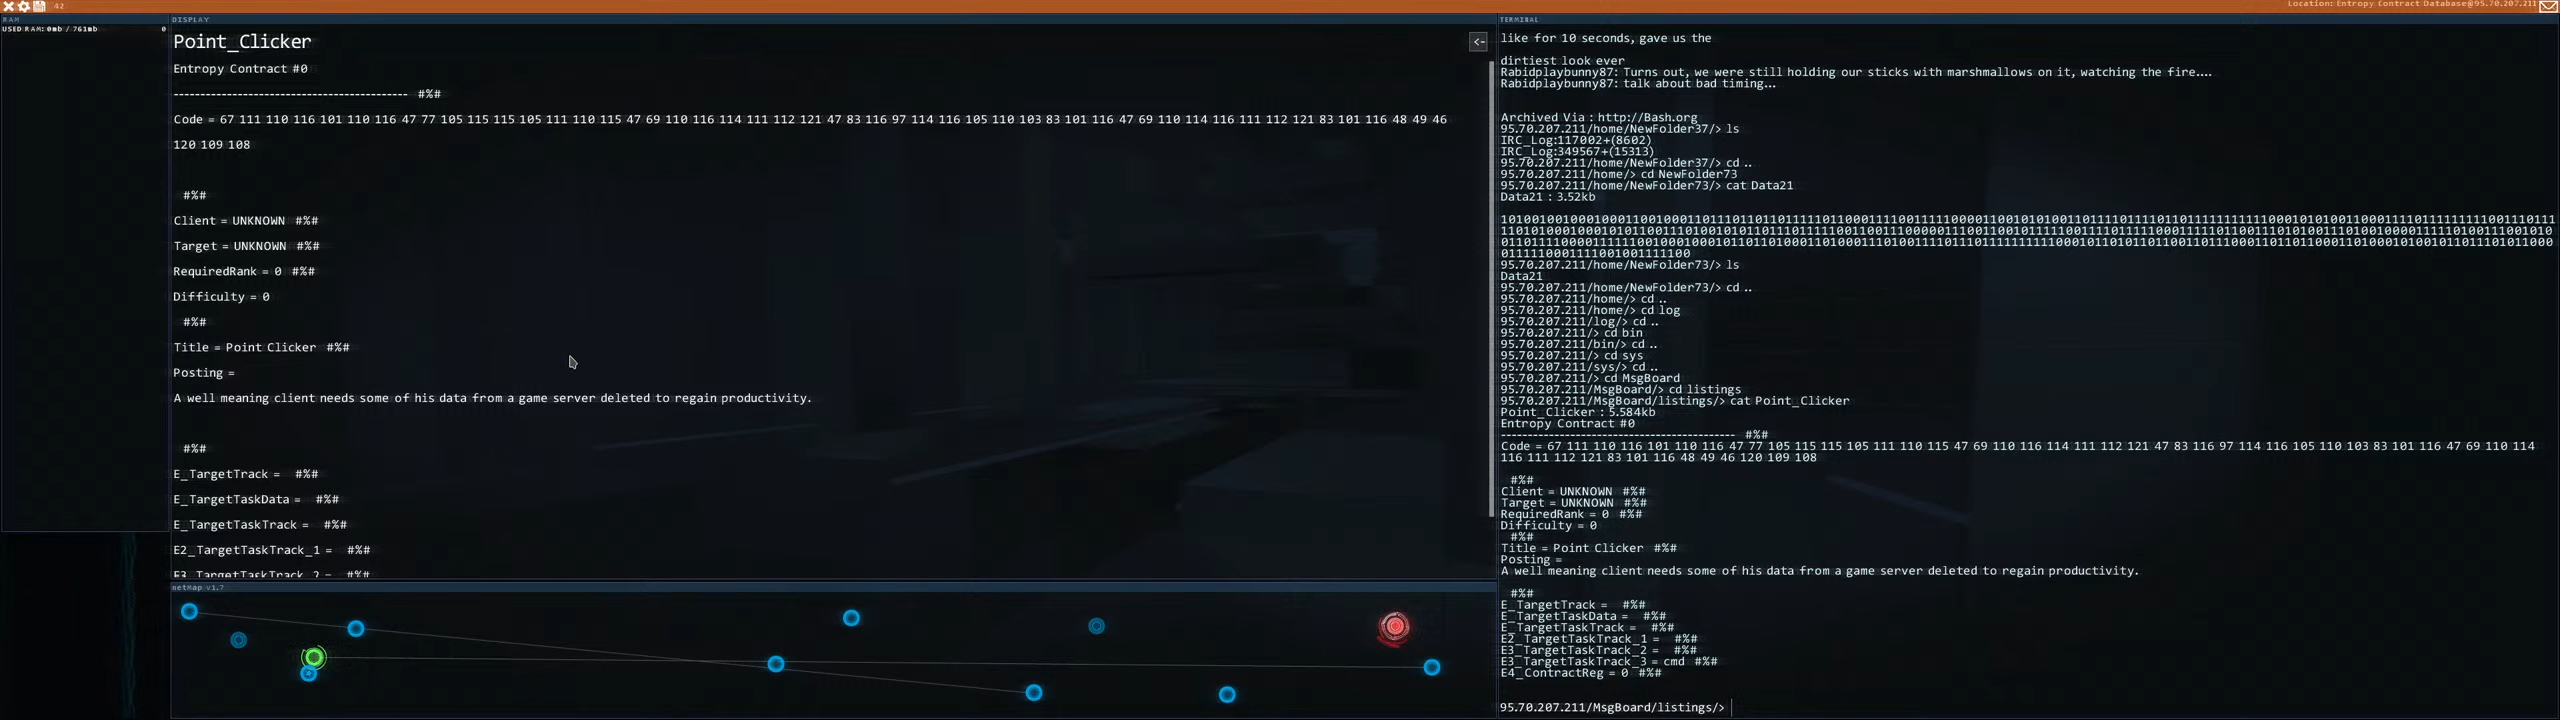 42
Location: Entropy Contract Database@95.70.207.211
RAM
USED RAM: 0mb / 761mb 0
DISPLAY
Point_Clicker
<-
Entropy Contract #0
-------------------------------------------- #%#
Code = 67 111 110 116 101 110 116 47 77 105 115 115 105 111 110 115 47 69 110 116 114 111 112 121 47 83 116 97 114 116 105 110 103 83 101 116 47 69 110 114 116 111 112 121 83 101 116 48 49 46
120 109 108
#%#
Client = UNKNOWN #%#
Target = UNKNOWN #%#
RequiredRank = 0 #%#
Difficulty = 0
#%#
Title = Point Clicker #%#
Posting =
A well meaning client needs some of his data from a game server deleted to regain productivity.
#%#
E_TargetTrack = #%#
E_TargetTaskData = #%#
E_TargetTaskTrack = #%#
E2_TargetTaskTrack_1 = #%#
E3_TargetTaskTrack_2 = #%#
netMap v1.7
TERMINAL
like for 10 seconds, gave us the
dirtiest look ever
Rabidplaybunny87: Turns out, we were still holding our sticks with marshmallows on it, watching the fire....
Rabidplaybunny87: talk about bad timing...
Archived Via : http://Bash.org
95.70.207.211/home/NewFolder37/> ls
IRC_Log:117002+(8602)
IRC_Log:349567+(15313)
95.70.207.211/home/NewFolder37/> cd ..
95.70.207.211/home/> cd NewFolder73
95.70.207.211/home/NewFolder73/> cat Data21
Data21 : 3.52kb
95.70.207.211/home/NewFolder73/> ls
Data21
95.70.207.211/home/NewFolder73/> cd ..
95.70.207.211/home/> cd ..
95.70.207.211/> cd log
95.70.207.211/log/> cd ..
95.70.207.211/> cd bin
95.70.207.211/bin/> cd ..
95.70.207.211/> cd sys
95.70.207.211/sys/> cd ..
95.70.207.211/> cd MsgBoard
95.70.207.211/MsgBoard/> cd listings
95.70.207.211/MsgBoard/listings/> cat Point_Clicker
Point_Clicker : 5.584kb
Entropy Contract #0
-------------------------------------------- #%#
Code = 67 111 110 116 101 110 116 47 77 105 115 115 105 111 110 115 47 69 110 116 114 111 112 121 47 83 116 97 114 116 105 110 103 83 101 116 47 69 110 114
116 111 112 121 83 101 116 48 49 46 120 109 108
#%#
Client = UNKNOWN #%#
Target = UNKNOWN #%#
RequiredRank = 0 #%#
Difficulty = 0
#%#
Title = Point Clicker #%#
Posting =
A well meaning client needs some of his data from a game server deleted to regain productivity.
#%#
E_TargetTrack = #%#
E_TargetTaskData = #%#
E_TargetTaskTrack = #%#
E2_TargetTaskTrack_1 = #%#
E3_TargetTaskTrack_2 = #%#
E3_TargetTaskTrack_3 = cmd #%#
E4_ContractReg = 0 #%#
95.70.207.211/MsgBoard/listings/>